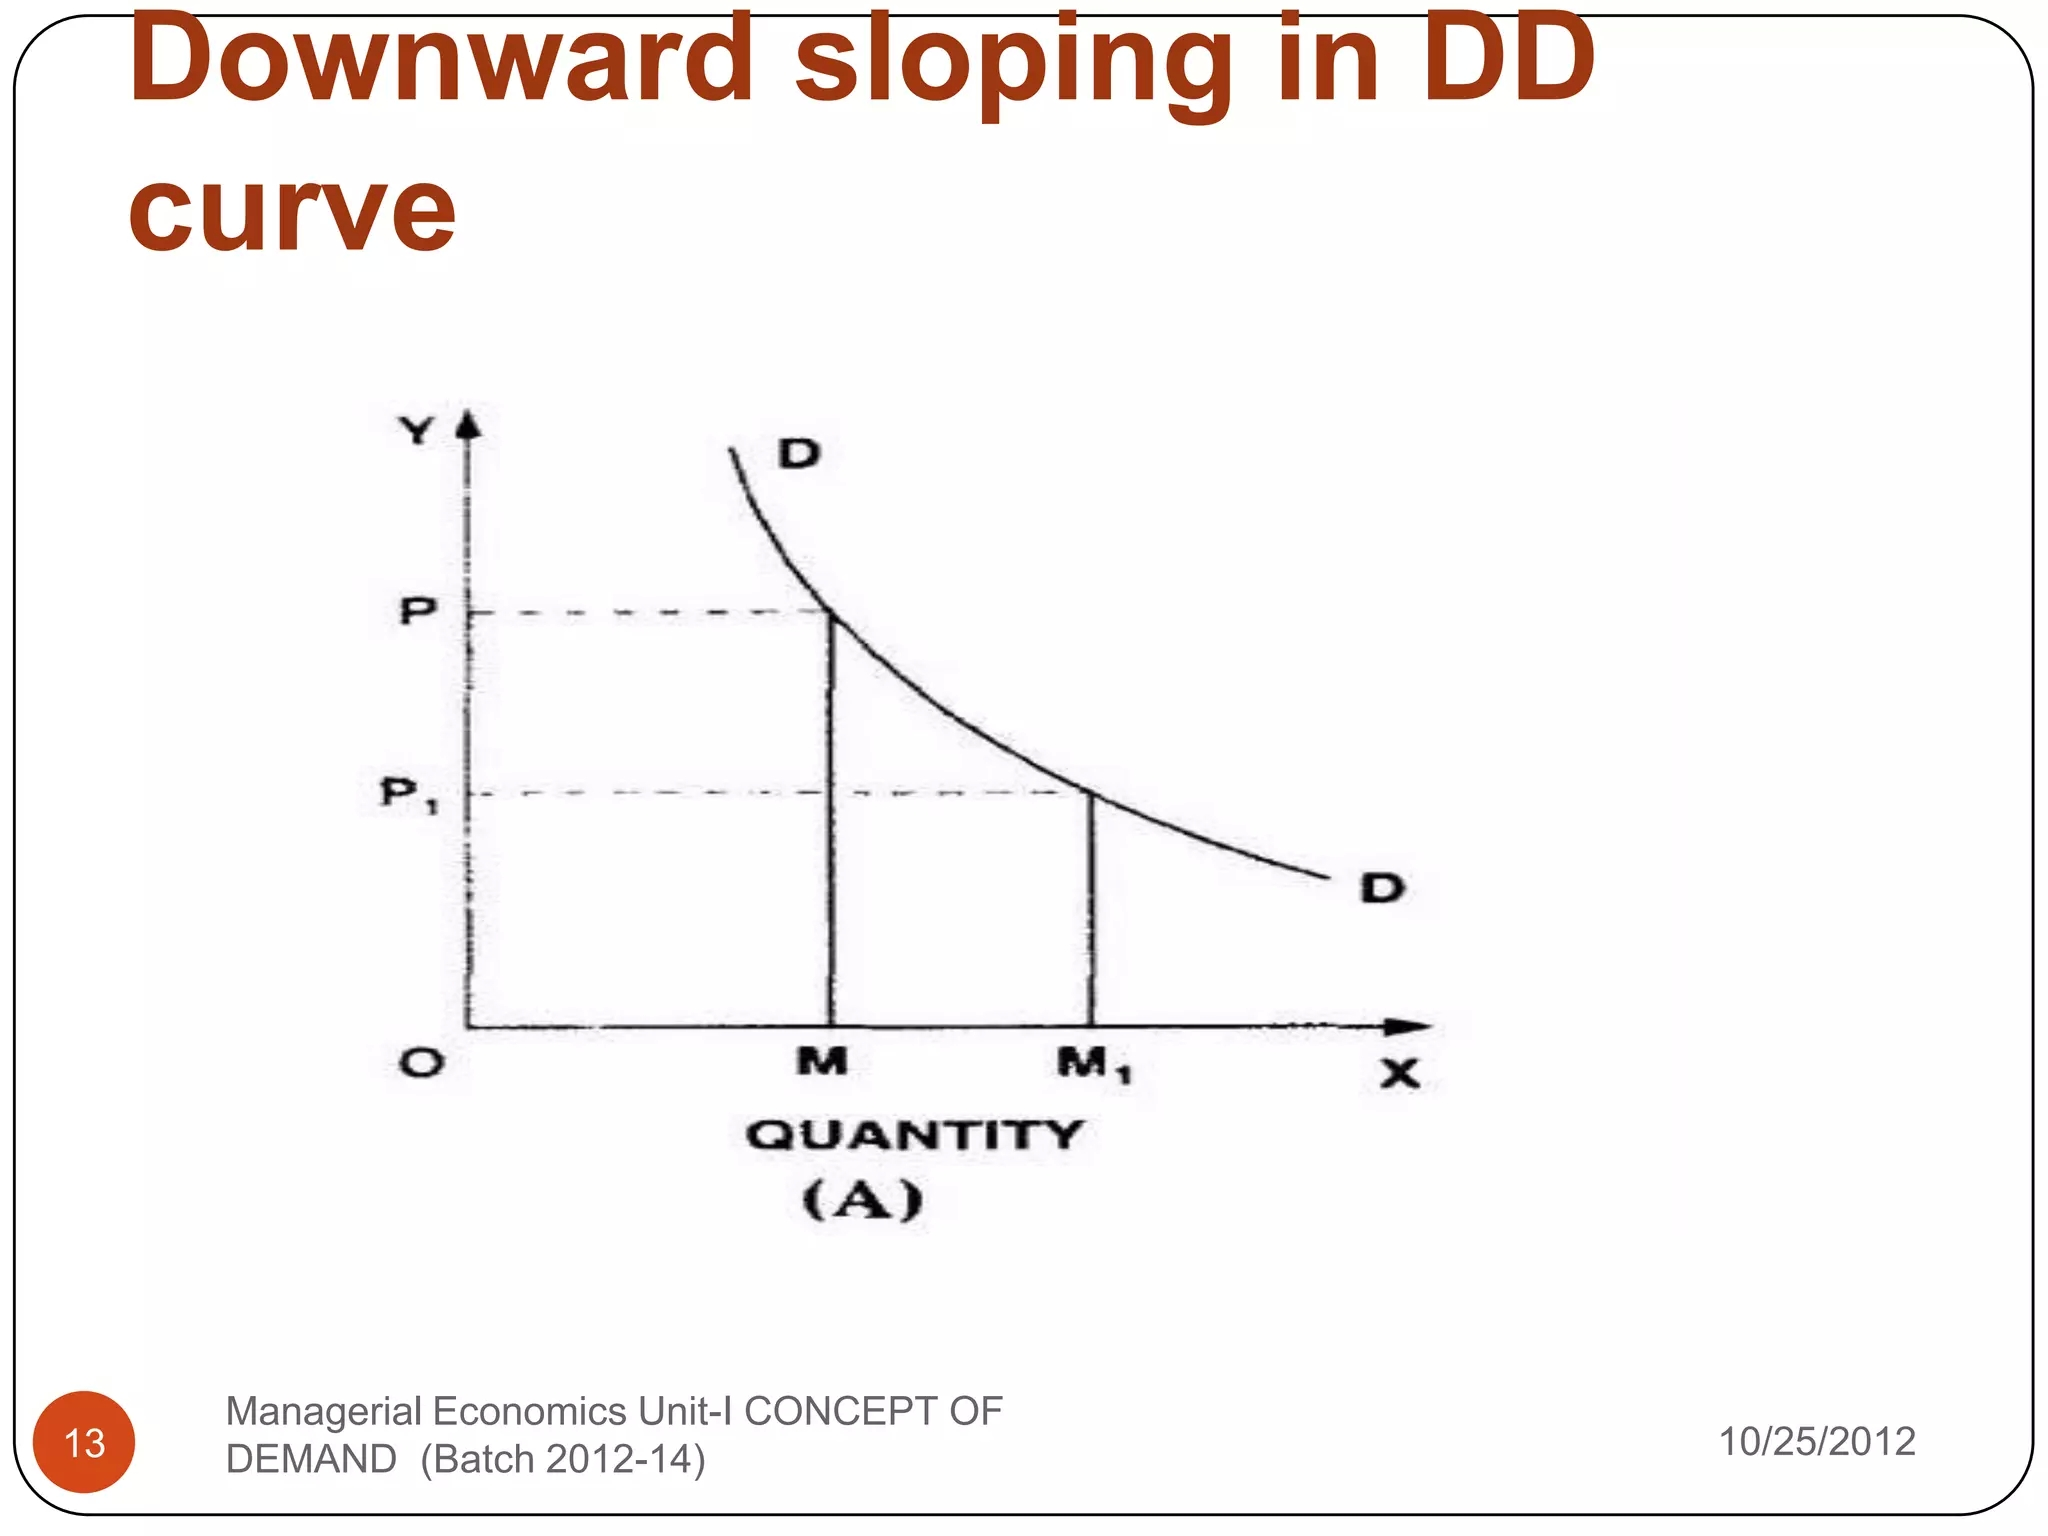 Downward sloping in DD
curve
Y
D
P
P₁
D
O
M
M₁
X
QUANTITY
(A)
13
Managerial Economics Unit-I CONCEPT OF
DEMAND (Batch 2012-14)
10/25/2012